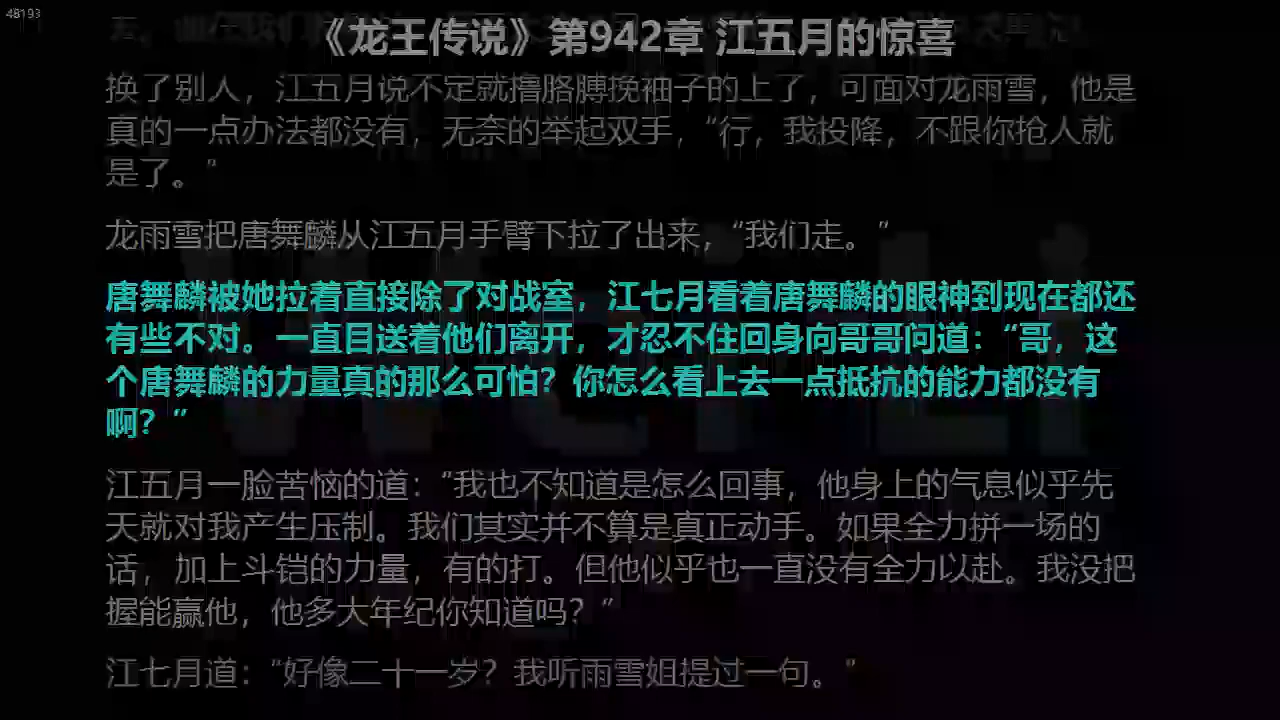 48193
《龙王传说》第942章 江五月的惊喜
换了别人，江五月说不定就撸胳膊挽袖子的上了，可面对龙雨雪，他是
真的一点办法都没有，无奈的举起双手，“行，我投降，不跟你抢人就
是了。”
龙雨雪把唐舞麟从江五月手臂下拉了出来，“我们走。”
唐舞麟被她拉着直接除了对战室，江七月看着唐舞麟的眼神到现在都还
有些不对。一直目送着他们离开，才忍不住回身向哥哥问道：“哥，这
个唐舞麟的力量真的那么可怕？你怎么看上去一点抵抗的能力都没有
啊？”
江五月一脸苦恼的道：“我也不知道是怎么回事，他身上的气息似乎先
天就对我产生压制。我们其实并不算是真正动手。如果全力拼一场的
话，加上斗铠的力量，有的打。但他似乎也一直没有全力以赴。我没把
握能赢他，他多大年纪你知道吗？”
江七月道：“好像二十一岁？我听雨雪姐提过一句。”